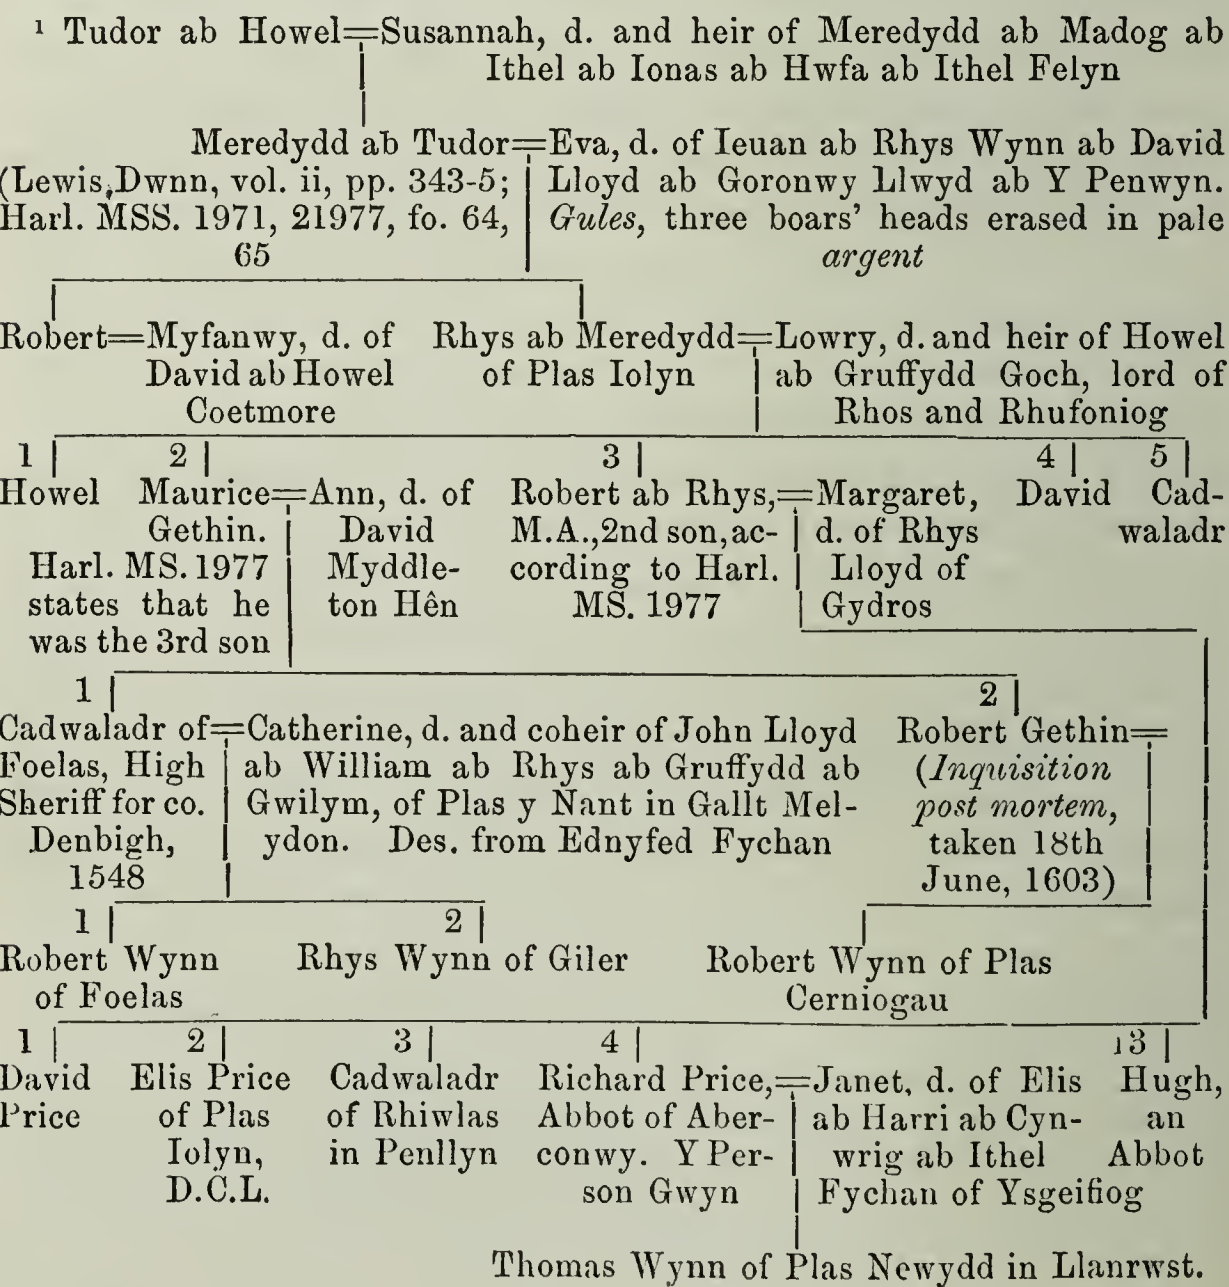 ¹ Tudor ab Howel=Susannah, d. and heir of Meredydd ab Madog ab
Ithel ab Ionas ab Hwfa ab Ithel Felyn
Meredydd ab Tudor=Eva, d. of Ieuan ab Rhys Wynn ab David
(Lewis Dwnn, vol. ii, pp. 343-5; Lloyd ab Goronwy Llwyd ab Y Penwyn.
Harl. MSS. 1971, 21977, fo. 64, Gules, three boars' heads erased in pale
65 argent
Robert=Myfanwy, d. of Rhys ab Meredydd=Lowry, d. and heir of Howel
David ab Howel of Plas Iolyn ab Gruffydd Goch, lord of
Coetmore Rhos and Rhufoniog
1 2 3 4 5
Howel Maurice=Ann, d. of Robert ab Rhys,=Margaret, David Cad-
Gethin. David M.A., 2nd son, ac- d. of Rhys waladr
Harl. MS. 1977 Myddle- cording to Harl. Lloyd of
states that he ton Hên MS. 1977 Gydros
was the 3rd son
1 2
Cadwaladr of=Catherine, d. and coheir of John Lloyd Robert Gethin=
Foelas, High ab William ab Rhys ab Gruffydd ab (Inquisition
Sheriff for co. Gwilym, of Plas y Nant in Gallt Mel- post mortem,
Denbigh, ydon. Des. from Ednyfed Fychan taken 18th
1548 June, 1603)
1 2
Robert Wynn Rhys Wynn of Giler Robert Wynn of Plas
of Foelas Cerniogau
1 2 3 4 13
David Elis Price Cadwaladr Richard Price,=Janet, d. of Elis Hugh,
Price of Plas of Rhiwlas Abbot of Aber- ab Harri ab Cyn- an
Iolyn, in Penllyn conwy. Y Per- wrig ab Ithel Abbot
D.C.L. son Gwyn Fychan of Ysgeifiog
Thomas Wynn of Plas Newydd in Llanrwst.